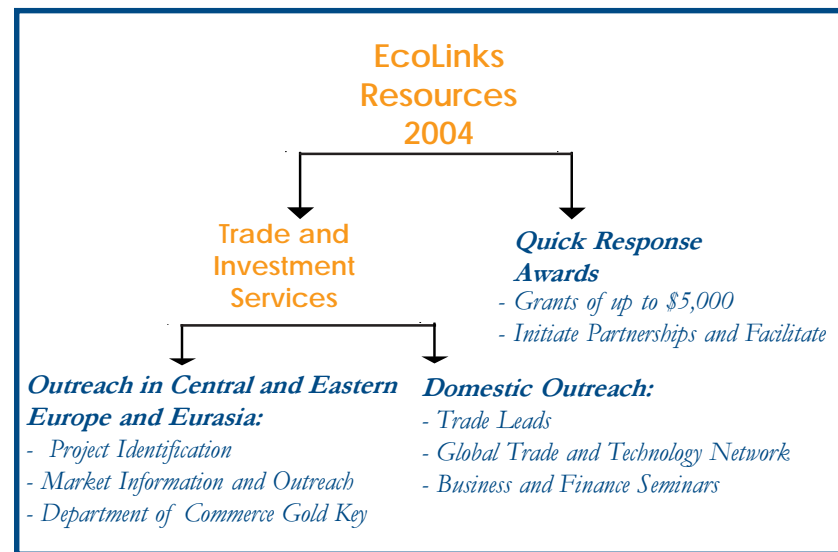 EcoLinks
Resources
2004
Trade and
Investment
Services
Quick Response
Awards
- Grants of up to $5,000
- Initiate Partnerships and Facilitate
Outreach in Central and Eastern
Europe and Eurasia:
- Project Identification
- Market Information and Outreach
- Department of Commerce Gold Key
Domestic Outreach:
- Trade Leads
- Global Trade and Technology Network
- Business and Finance Seminars